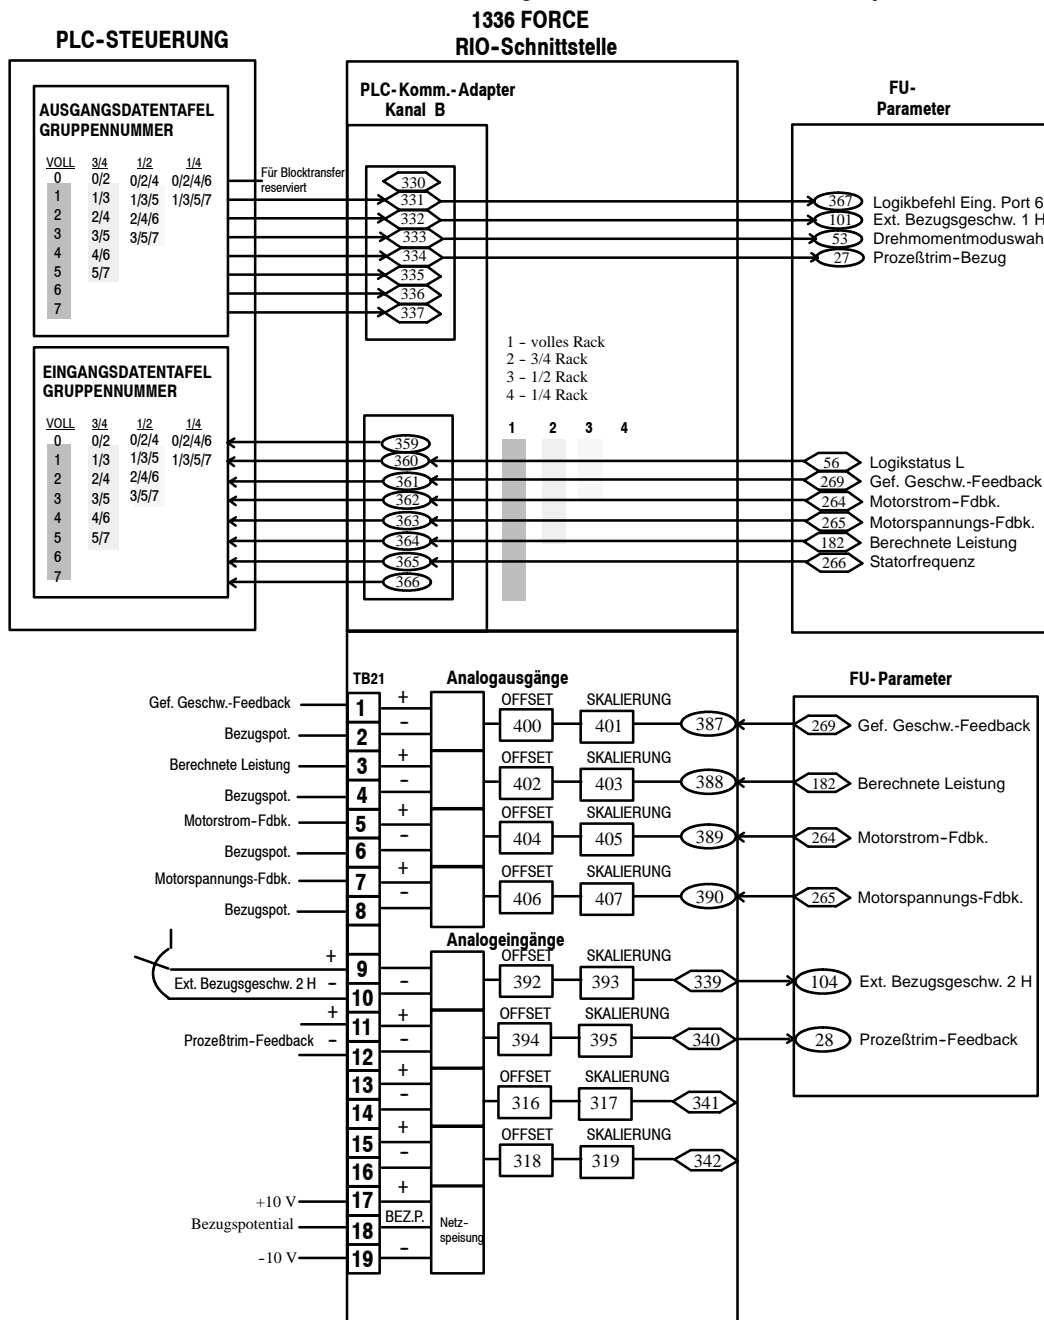 1336 FORCE
PLC-STEUERUNG
RIO-Schnittstelle
PLC-Komm.-Adapter
Kanal B
FU-
Parameter
AUSGANGSDATENTAFEL
GRUPPENNUMMER
VOLL 3/4 1/2 1/4
0 0/2 0/2/4 0/2/4/6
1 1/3 1/3/5 1/3/5/7
2 2/4 2/4/6
3 3/5 3/5/7
4 4/6
5 5/7
6
7
Für Blocktransfer
reserviert
330
331
332
333
334
335
336
337
367 Logikbefehl Eing. Port 6
101 Ext. Bezugsgeschw. 1 H
53 Drehmomentmoduswah
27 Prozeßtrim-Bezug
1 - volles Rack
2 - 3/4 Rack
3 - 1/2 Rack
4 - 1/4 Rack
1 2 3 4
EINGANGSDATENTAFEL
GRUPPENNUMMER
VOLL 3/4 1/2 1/4
0 0/2 0/2/4 0/2/4/6
1 1/3 1/3/5 1/3/5/7
2 2/4 2/4/6
3 3/5 3/5/7
4 4/6
5 5/7
6
7
359
360
361
362
363
364
365
366
56 Logikstatus L
269 Gef. Geschw.-Feedback
264 Motorstrom-Fdbk.
265 Motorspannungs-Fdbk.
182 Berechnete Leistung
266 Statorfrequenz
TB21 Analogausgänge FU-Parameter
OFFSET SKALIERUNG
Gef. Geschw.-Feedback 1 +
400 401 387 269 Gef. Geschw.-Feedback
Bezugspot. 2 -
OFFSET SKALIERUNG
Berechnete Leistung 3 +
402 403 388 182 Berechnete Leistung
Bezugspot. 4 -
OFFSET SKALIERUNG
Motorstrom-Fdbk. 5 +
404 405 389 264 Motorstrom-Fdbk.
Bezugspot. 6 -
OFFSET SKALIERUNG
Motorspannungs-Fdbk. 7 +
406 407 390 265 Motorspannungs-Fdbk.
Bezugspot. 8 -
Analogeingänge
OFFSET SKALIERUNG
+ 9
Ext. Bezugsgeschw. 2 H - -
392 393 339 104 Ext. Bezugsgeschw. 2 H
10
OFFSET SKALIERUNG
+ 11 +
Prozeßtrim-Feedback - -
394 395 340 28 Prozeßtrim-Feedback
12
OFFSET SKALIERUNG
13 +
316 317 341
14 -
OFFSET SKALIERUNG
15 +
318 319 342
16 -
+10 V 17 +
Bezugspotential 18 BEZ.P. Netz-
speisung
-10 V 19 -